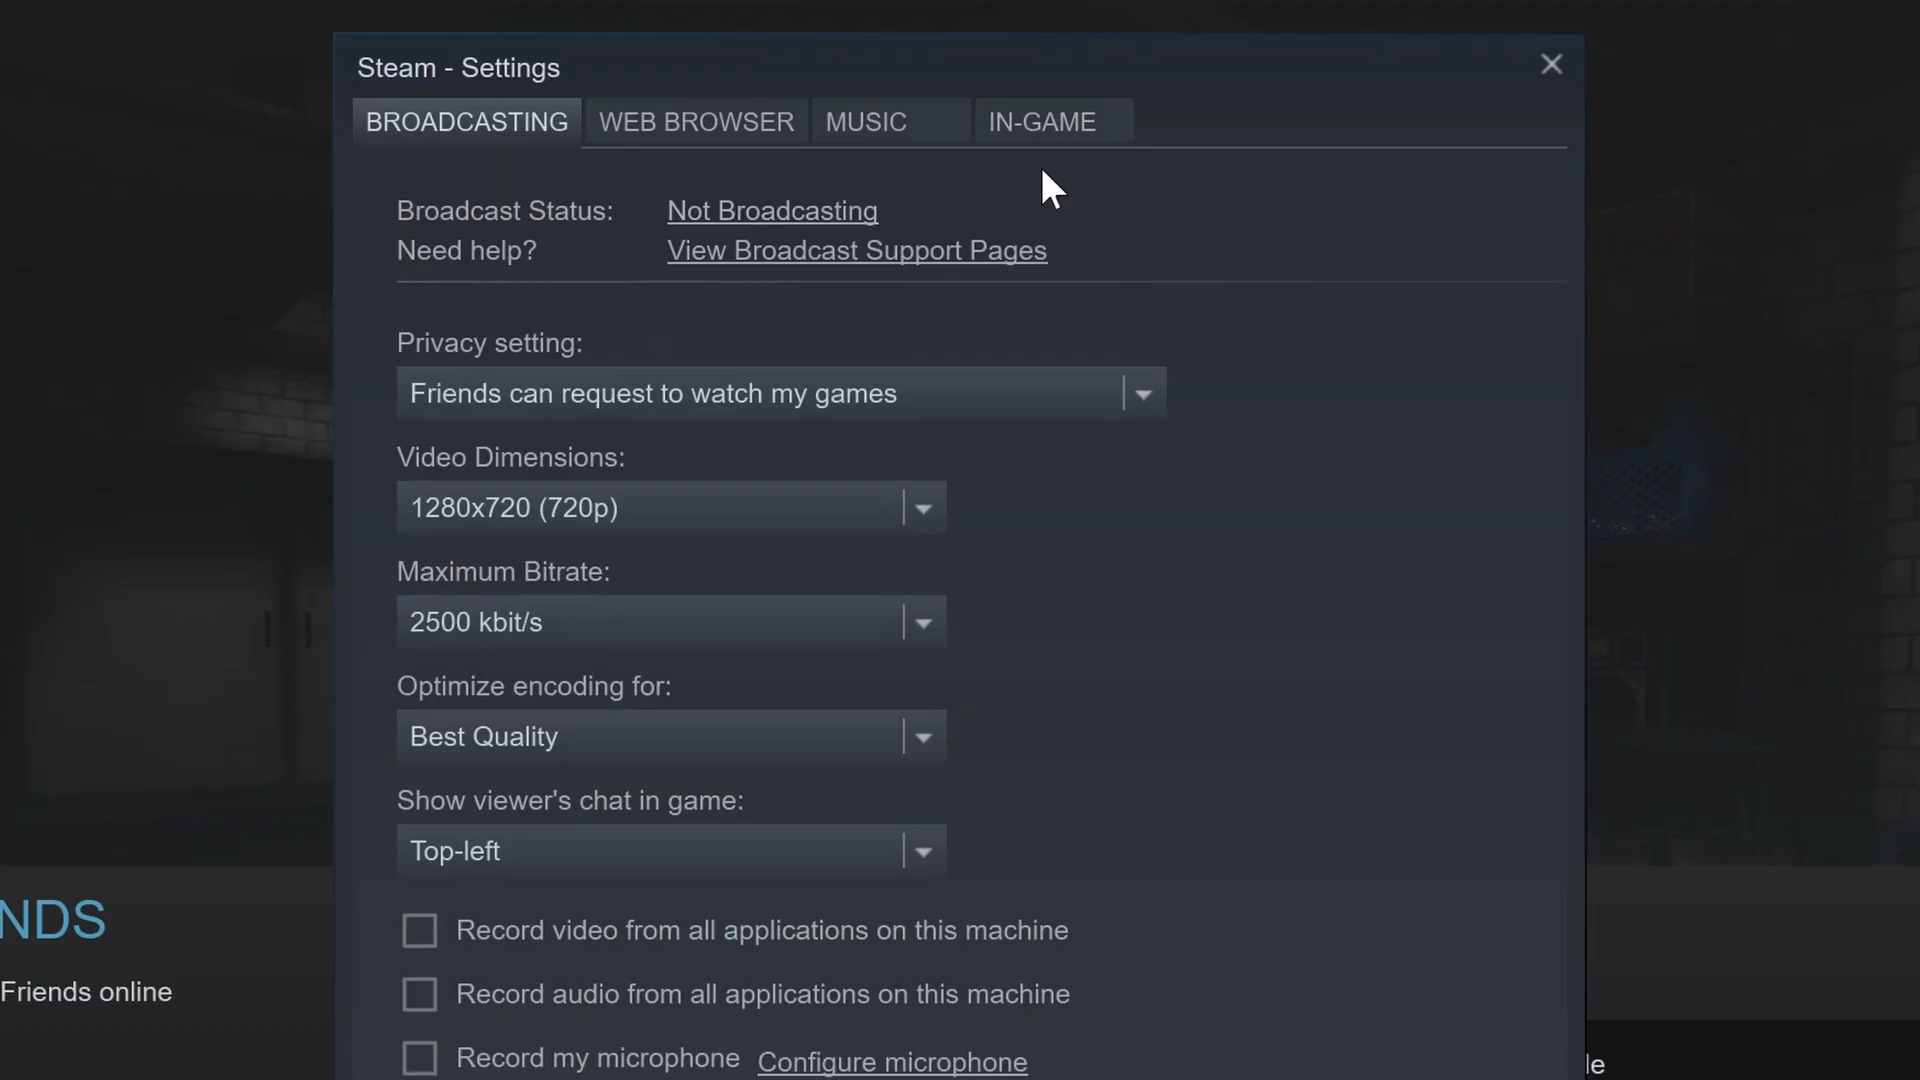 Steam - Settings
BROADCASTING WEB BROWSER MUSIC IN-GAME
Broadcast Status: Not Broadcasting
Need help? View Broadcast Support Pages
Privacy setting:
Friends can request to watch my games
Video Dimensions:
1280x720 (720p)
Maximum Bitrate:
2500 kbit/s
Optimize encoding for:
Best Quality
Show viewer's chat in game:
Top-left
NDS
Record video from all applications on this machine
Friends online
Record audio from all applications on this machine
Record my microphone Configure microphone
le